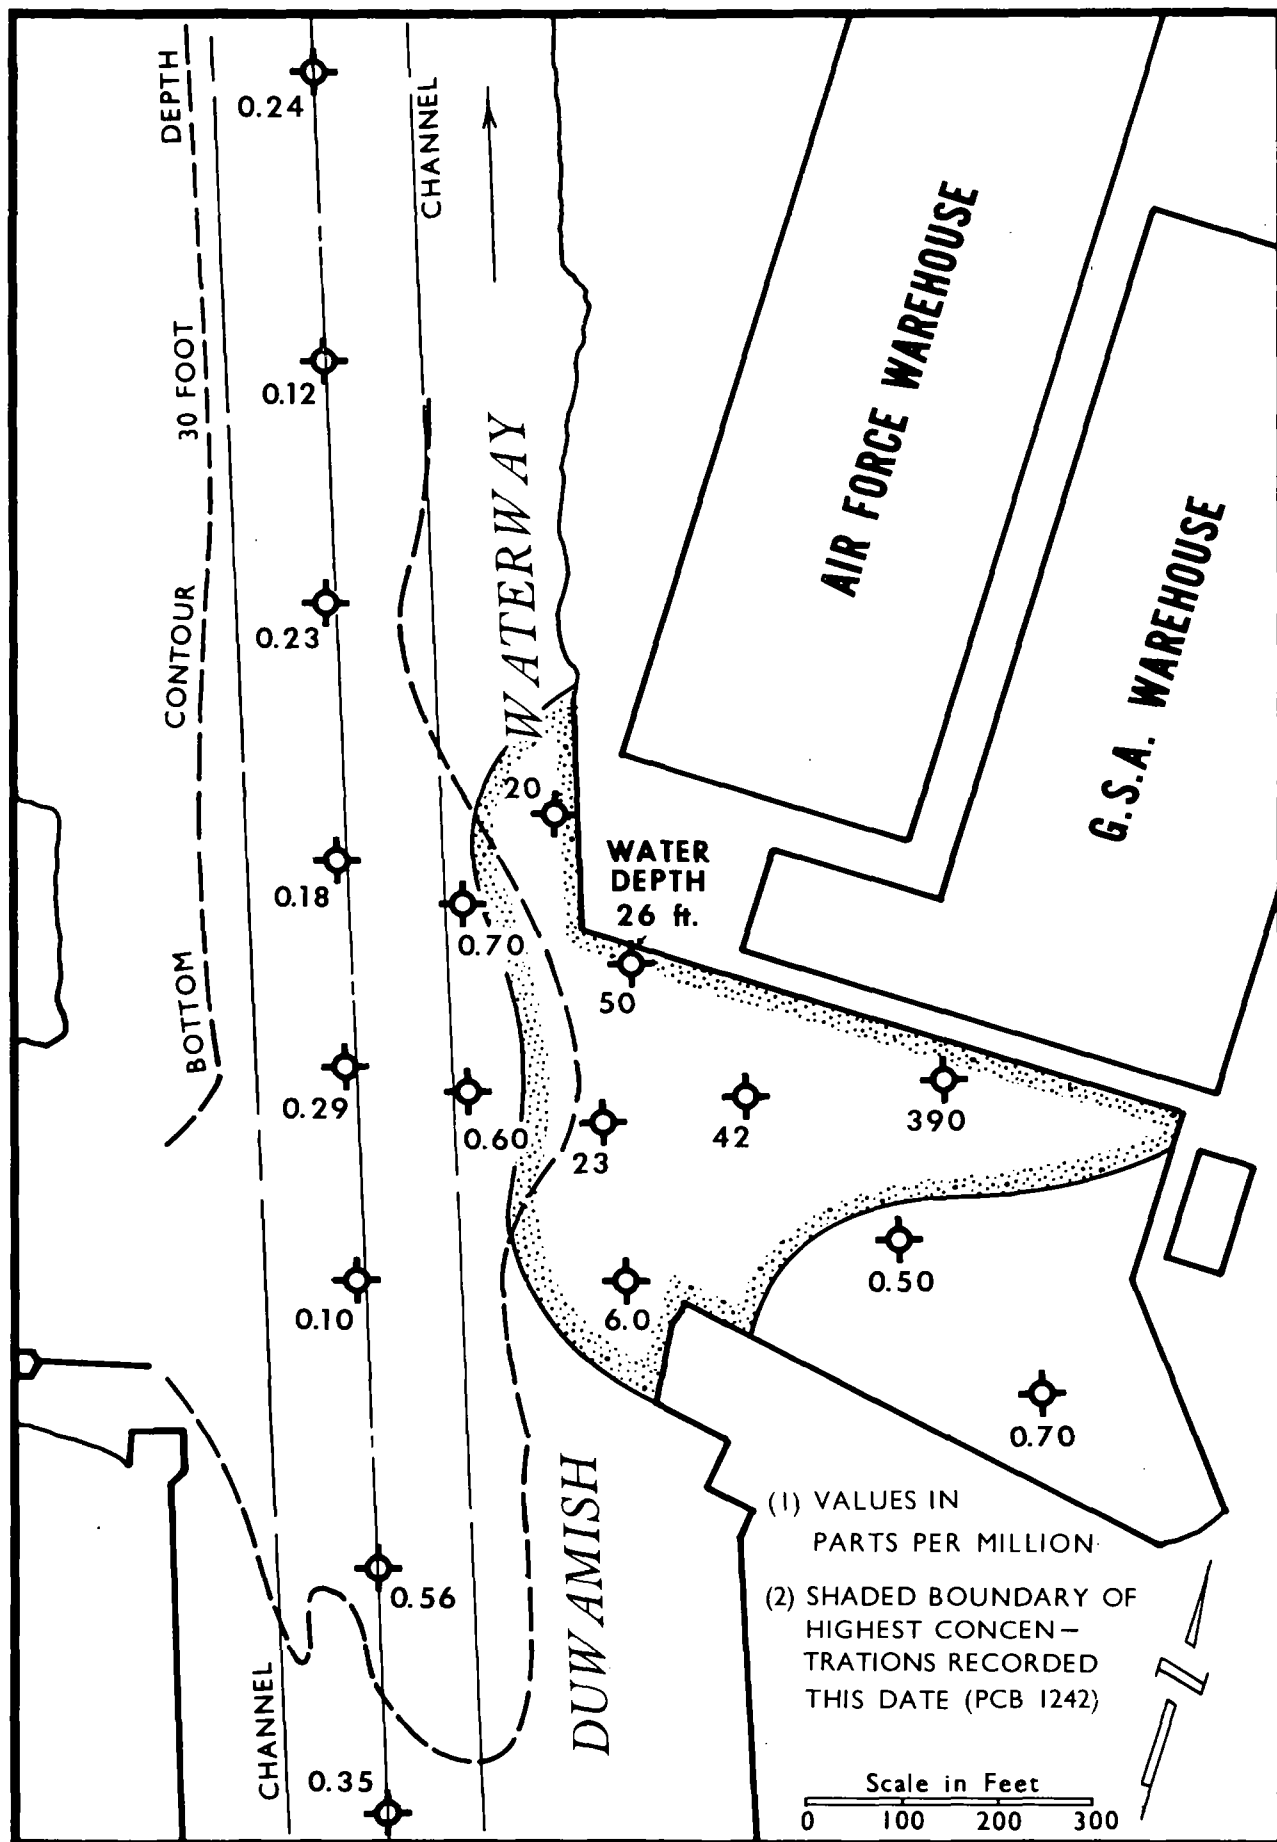 DEPTH
30 FOOT
CONTOUR
BOTTOM
CHANNEL
CHANNEL
WATERWAY
DUWAMISH
AIR FORCE WAREHOUSE
G.S.A. WAREHOUSE
0.24
0.12
0.23
20
WATER
DEPTH
26 ft.
0.18
0.70
50
0.29
0.60
23
42
390
0.10
6.0
0.50
0.70
0.56
0.35
(1) VALUES IN
PARTS PER MILLION
(2) SHADED BOUNDARY OF
HIGHEST CONCEN-
TRATIONS RECORDED
THIS DATE (PCB 1242)
Scale in Feet
0 100 200 300